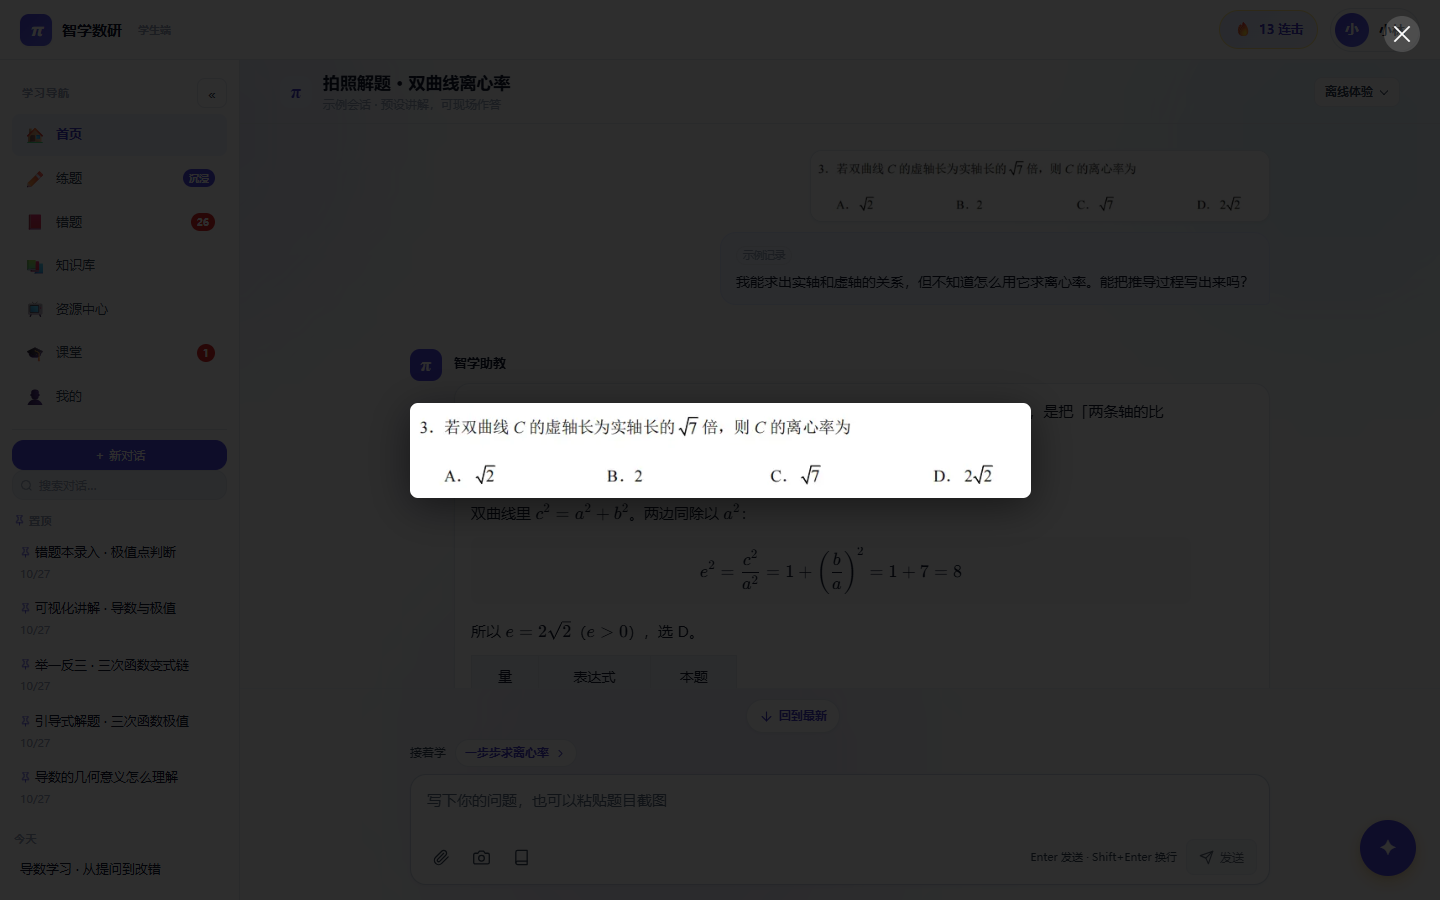 π 智学数研 学生端
13 连击 小
学习导航 «
首页
练题 沉浸
错题 26
知识库
资源中心
课堂 1
我的
+ 新对话
搜索对话...
置顶
错题本录入 · 极值点判断
10/27
可视化讲解 · 导数与极值
10/27
举一反三 · 三次函数变式链
10/27
引导式解题 · 三次函数极值
10/27
导数的几何意义怎么理解
10/27
今天
导数学习 · 从提问到改错
π 拍照解题 · 双曲线离心率
示例会话 · 预设讲解，可现场作答
离线体验
3. 若双曲线 C 的虚轴长为实轴长的 √7 倍，则 C 的离心率为
A. √2 B. 2 C. √7 D. 2√2
示例记录
我能求出实轴和虚轴的关系，但不知道怎么用它求离心率。能把推导过程写出来吗？
π 智学助教
是把「两条轴的比
3. 若双曲线 C 的虚轴长为实轴长的 √7 倍，则 C 的离心率为
A. √2 B. 2 C. √7 D. 2√2
双曲线里 c² = a² + b²。两边同除以 a²：
e² = c²/a² = 1 + (b/a)² = 1 + 7 = 8
所以 e = 2√2（e > 0），选 D。
量 表达式 本题
↓ 回到最新
接着学 一步步求离心率 ›
写下你的问题，也可以粘贴题目截图
Enter 发送 · Shift+Enter 换行 发送